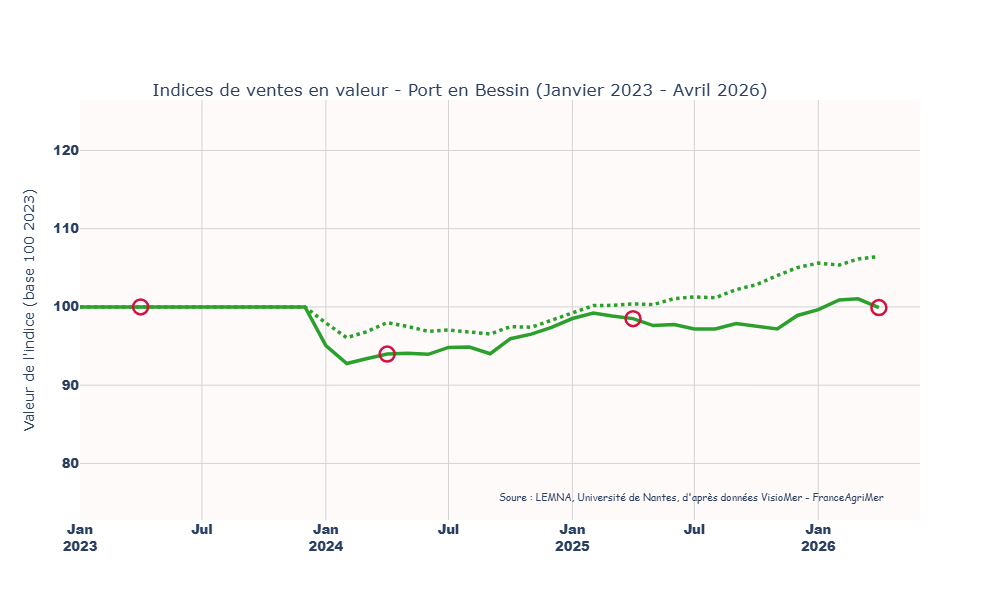 Indices de ventes en valeur - Port en Bessin (Janvier 2023 - Avril 2026)
Valeur de l'indice (base 100 2023)
120
110
100
90
80
Soure : LEMNA, Université de Nantes, d'après données VisioMer - FranceAgriMer
Jan Jul Jan Jul Jan Jul Jan
2023 2024 2025 2026